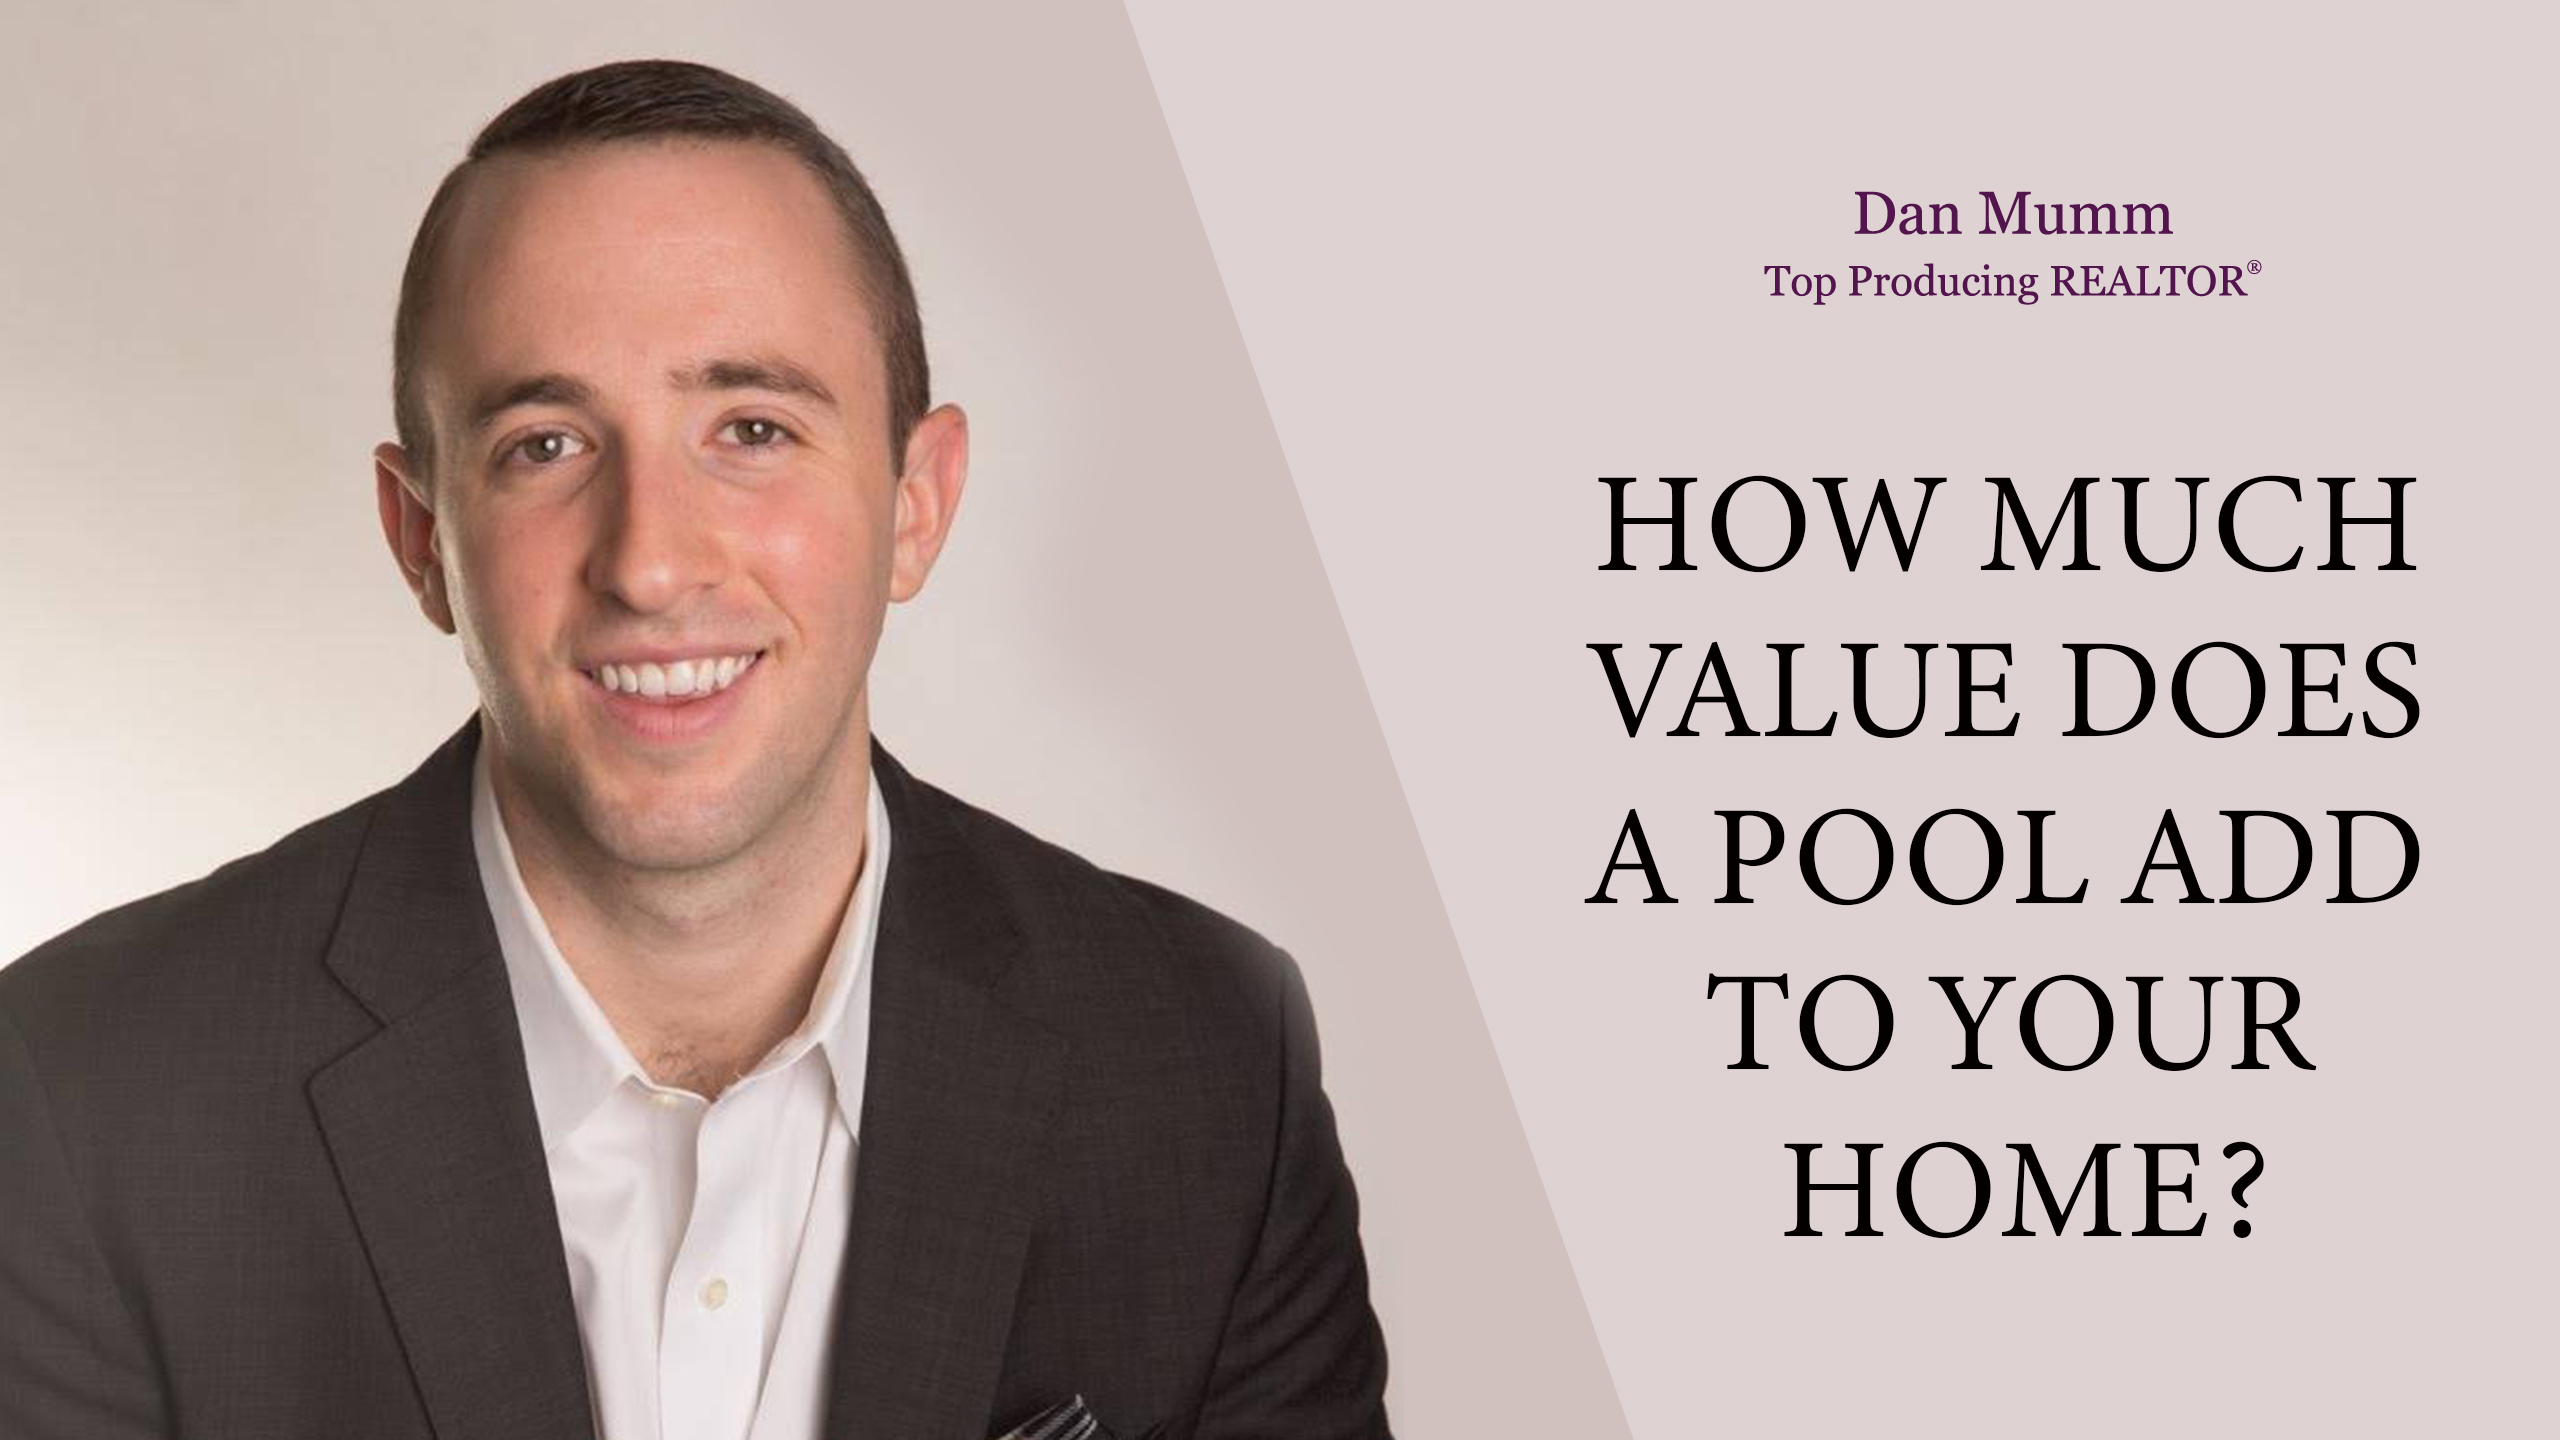 Dan Mumm
Top Producing REALTOR®
HOW MUCH
VALUE DOES
A POOL ADD
TO YOUR
HOME?